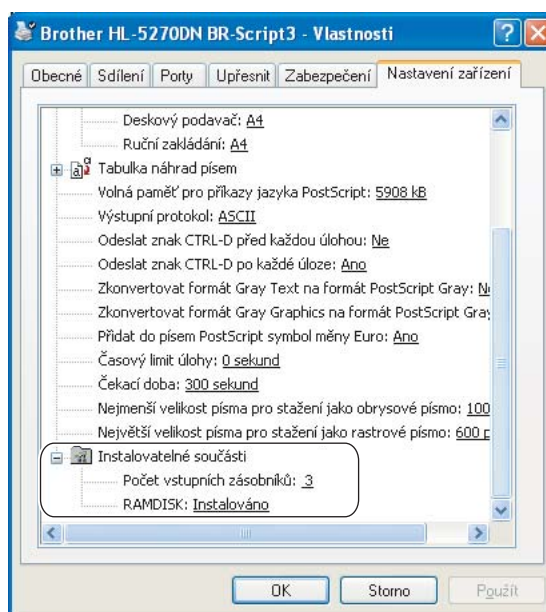 Brother HL-5270DN BR-Script3 - Vlastnosti
Obecné Sdílení Porty Upřesnit Zabezpečení Nastavení zařízení
Deskový podavač: A4
Ruční zakládání: A4
Tabulka náhrad písem
Volná paměť pro příkazy jazyka PostScript: 5908 kB
Výstupní protokol: ASCII
Odeslat znak CTRL-D před každou úlohou: Ne
Odeslat znak CTRL-D po každé úloze: Ano
Zkonvertovat formát Gray Text na formát PostScript Gray:
Zkonvertovat formát Gray Graphics na formát PostScript Gray
Přidat do písem PostScript symbol měny Euro: Ano
Časový limit úlohy: 0 sekund
Čekací doba: 300 sekund
Nejmenší velikost písma pro stažení jako obrysové písmo: 100
Největší velikost písma pro stažení jako rastrové písmo: 600
Instalovatelné součásti
Počet vstupních zásobníků: 3
RAMDISK: Instalováno
OK Storno Použít